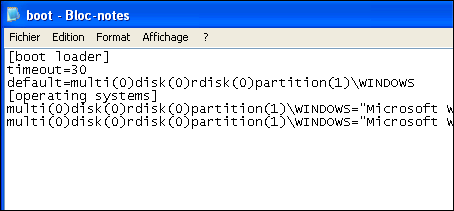 boot - Bloc-notes
Fichier Edition Format Affichage ?
[boot loader]
timeout=30
default=multi(0)disk(0)rdisk(0)partition(1)\WINDOWS
[operating systems]
multi(0)disk(0)rdisk(0)partition(1)\WINDOWS="Microsoft W
multi(0)disk(0)rdisk(0)partition(1)\WINDOWS="Microsoft W